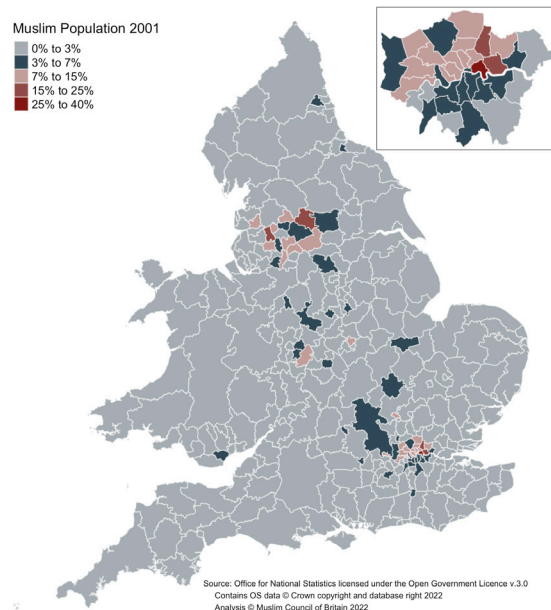 Muslim Population 2001
0% to 3%
3% to 7%
7% to 15%
15% to 25%
25% to 40%
Source: Office for National Statistics licensed under the Open Government Licence v.3.0
Contains OS data © Crown copyright and database right 2022
Analysis © Muslim Council of Britain 2022